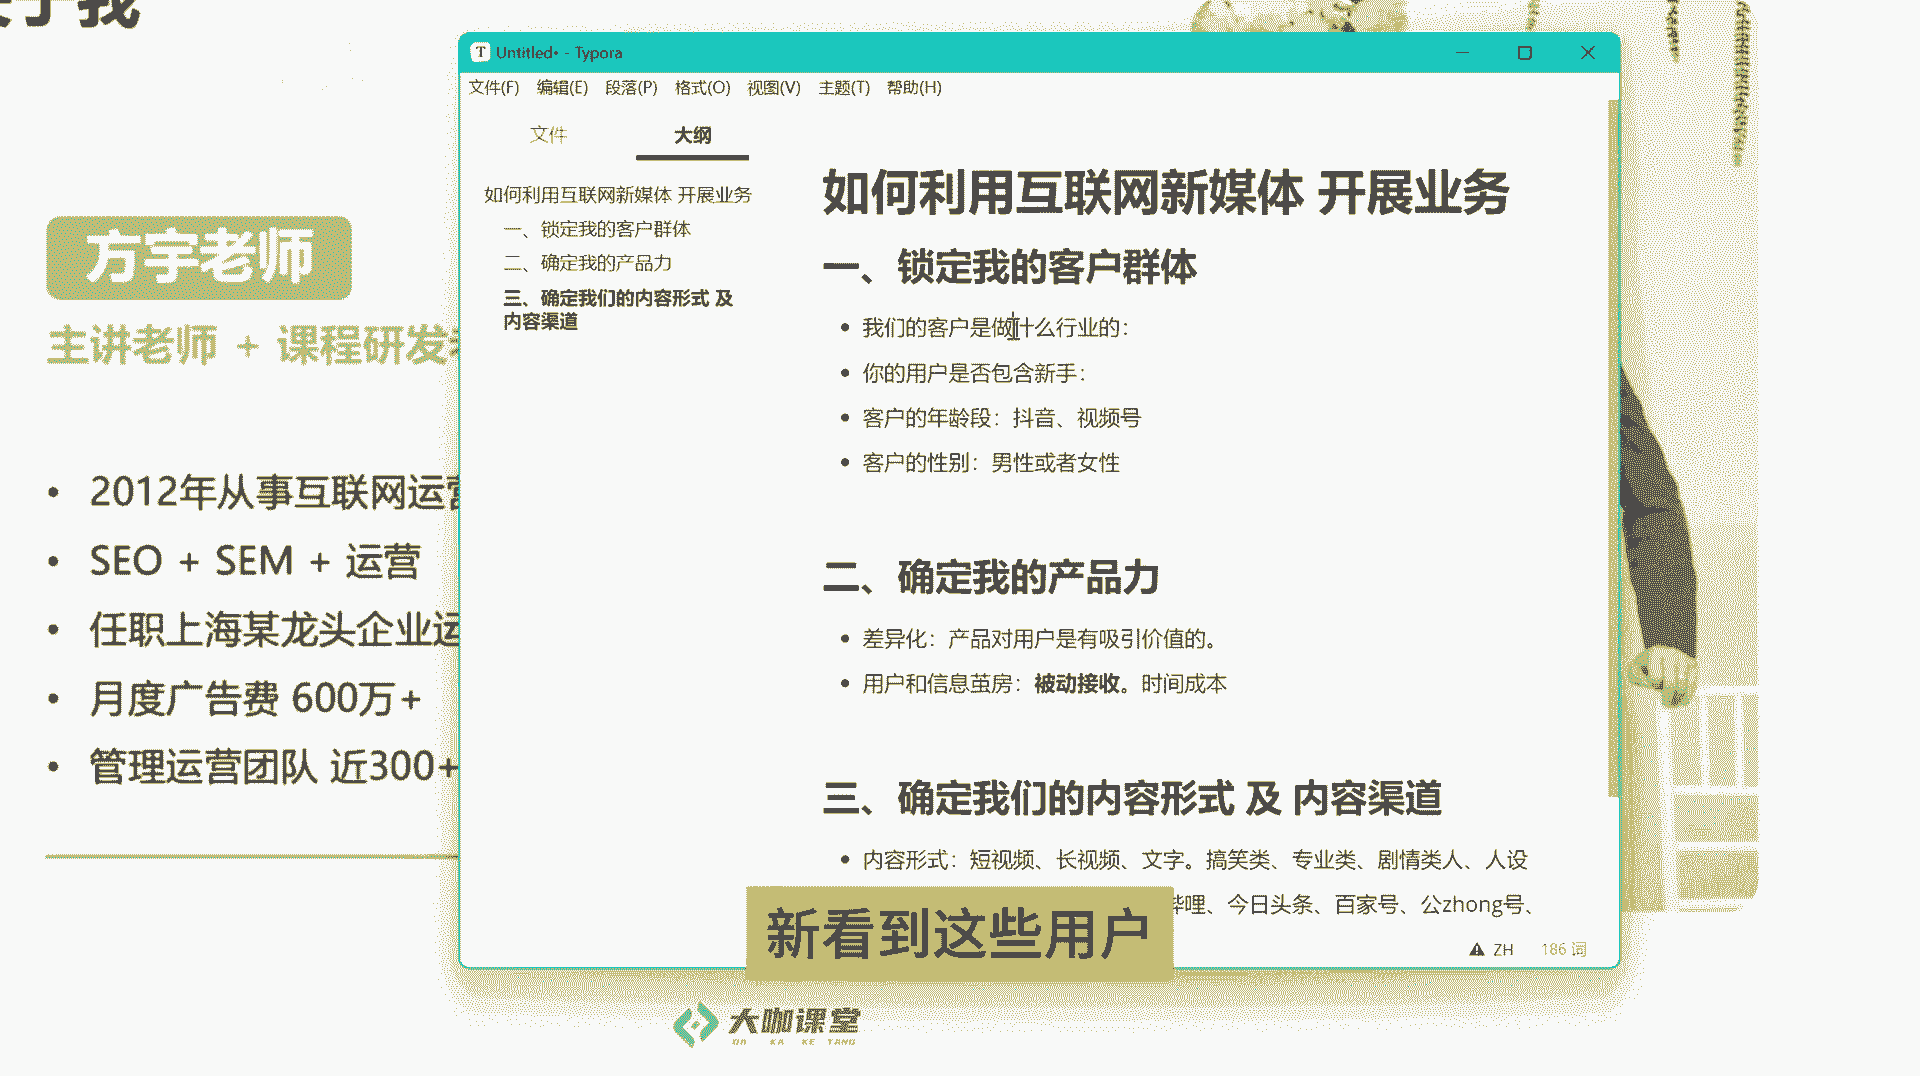 于我
方宇老师
主讲老师 + 课程研发
2012年从事互联网运营
SEO + SEM + 运营
任职上海某龙头企业运
月度广告费 600万+
管理运营团队 近300+
Untitled• - Typora
文件(F) 编辑(E) 段落(P) 格式(O) 视图(V) 主题(T) 帮助(H)
文件 大纲
如何利用互联网新媒体 开展业务
一、锁定我的客户群体
二、确定我的产品力
三、确定我们的内容形式 及
内容渠道
如何利用互联网新媒体 开展业务
一、锁定我的客户群体
我们的客户是做什么行业的：
你的用户是否包含新手：
客户的年龄段：抖音、视频号
客户的性别：男性或者女性
二、确定我的产品力
差异化：产品对用户是有吸引价值的。
用户和信息茧房：被动接收。时间成本
三、确定我们的内容形式 及 内容渠道
内容形式：短视频、长视频、文字。搞笑类、专业类、剧情类人、人设
哔哩、今日头条、百家号、公zhong号、
新看到这些用户
ZH 186 词
大咖课堂
DA KA KE TANG